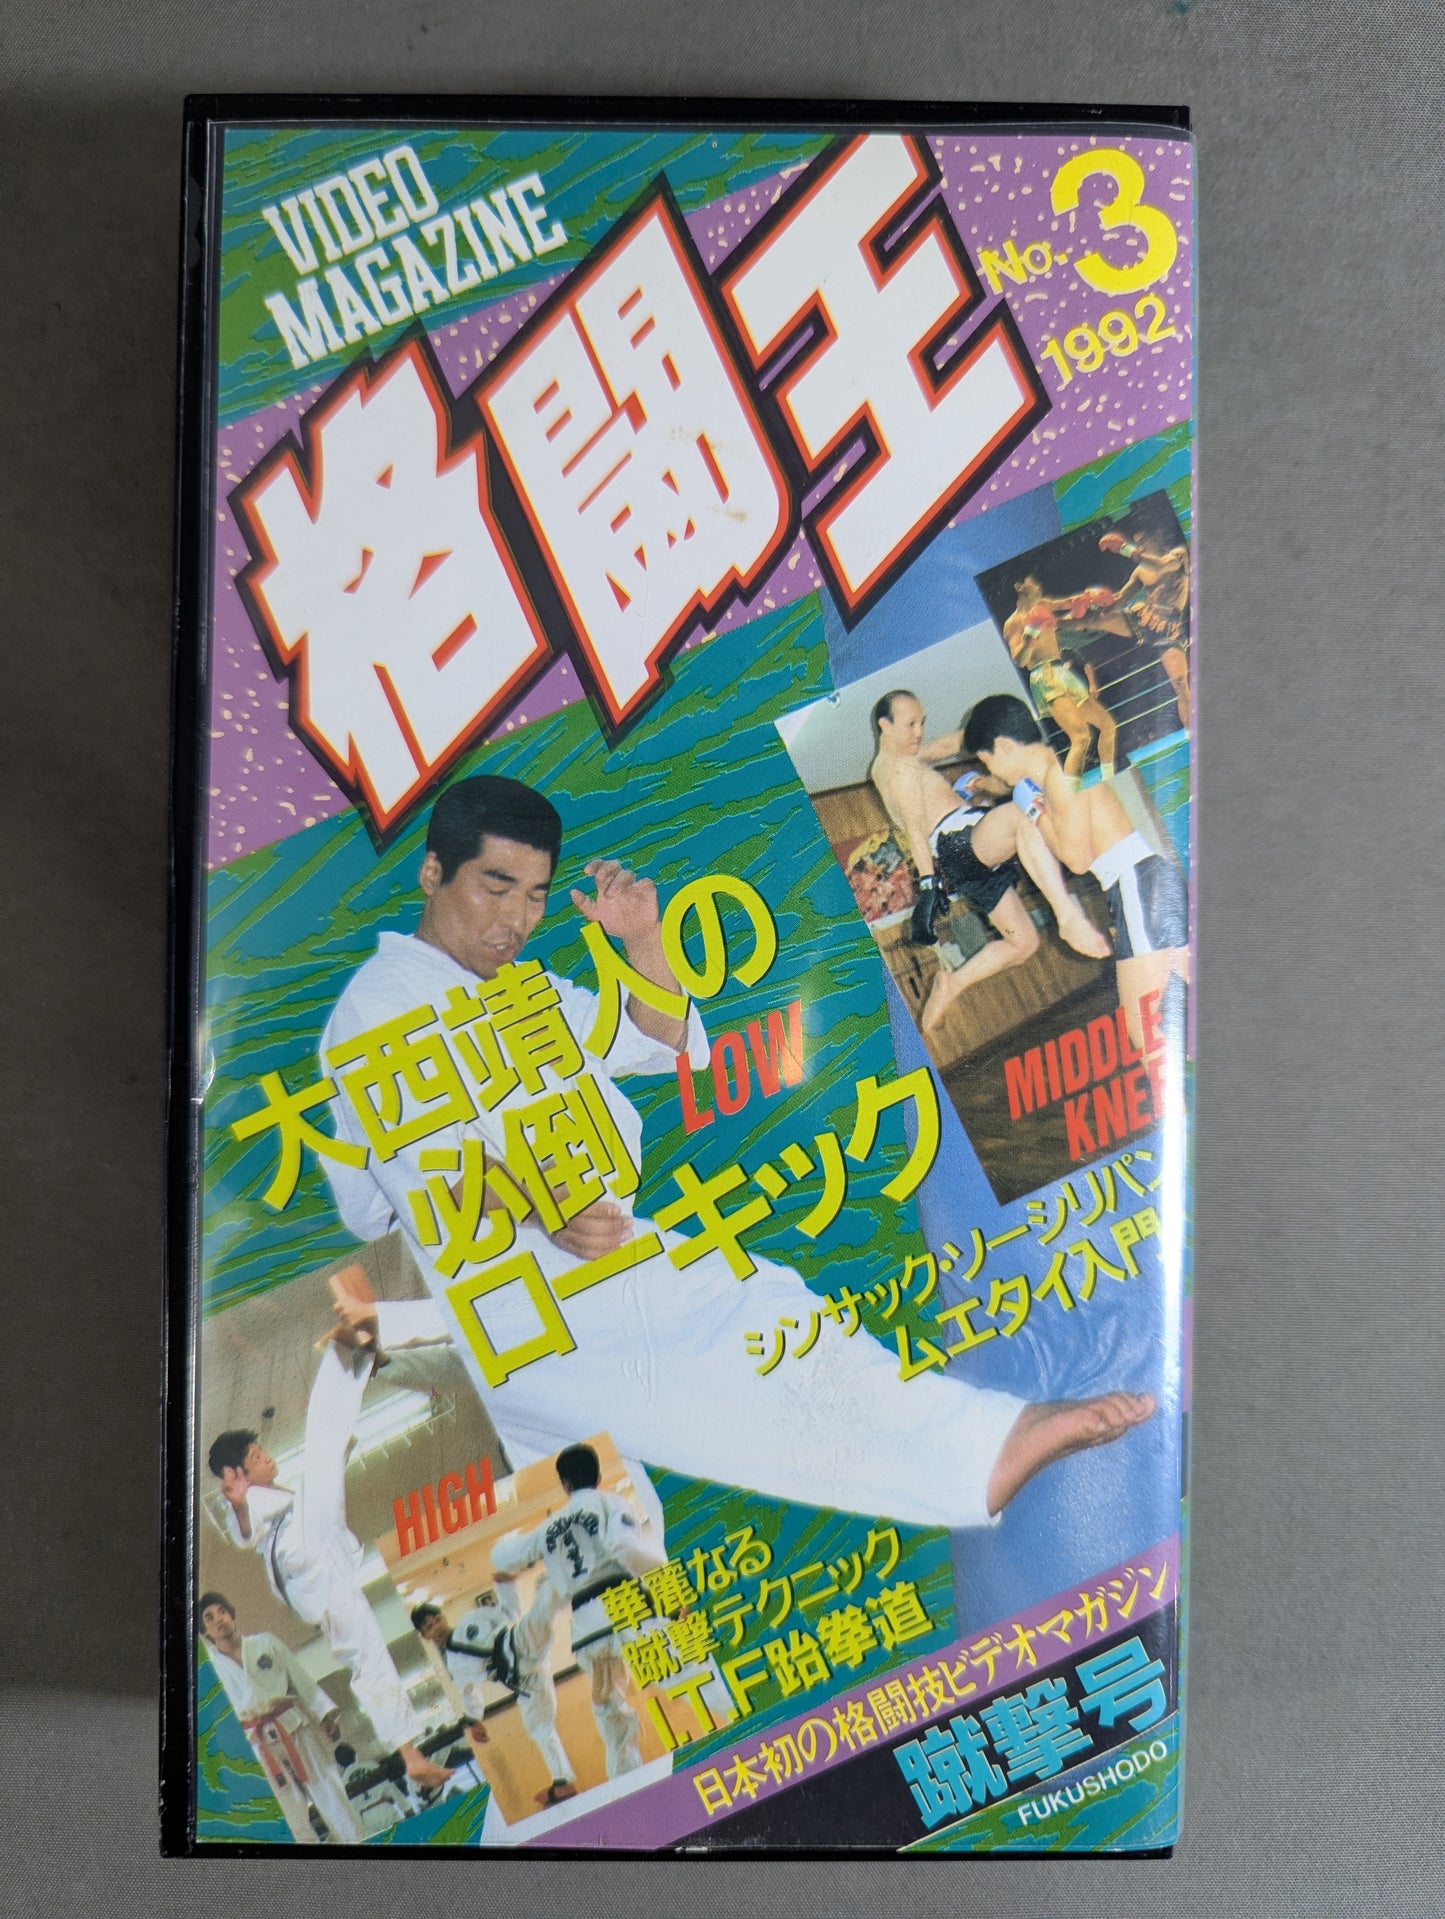 VIDEO
MAGAZINE
格闘王
No.3
1992
大西靖人の
必倒
LOW
ローキック
MIDDLE
KNEE
シンサック・ソーシリパン
ムエタイ入門
HIGH
華麗なる
蹴撃テクニック
I.T.F跆拳道
日本初の格闘技ビデオマガジン
蹴撃号
FUKUSHODO